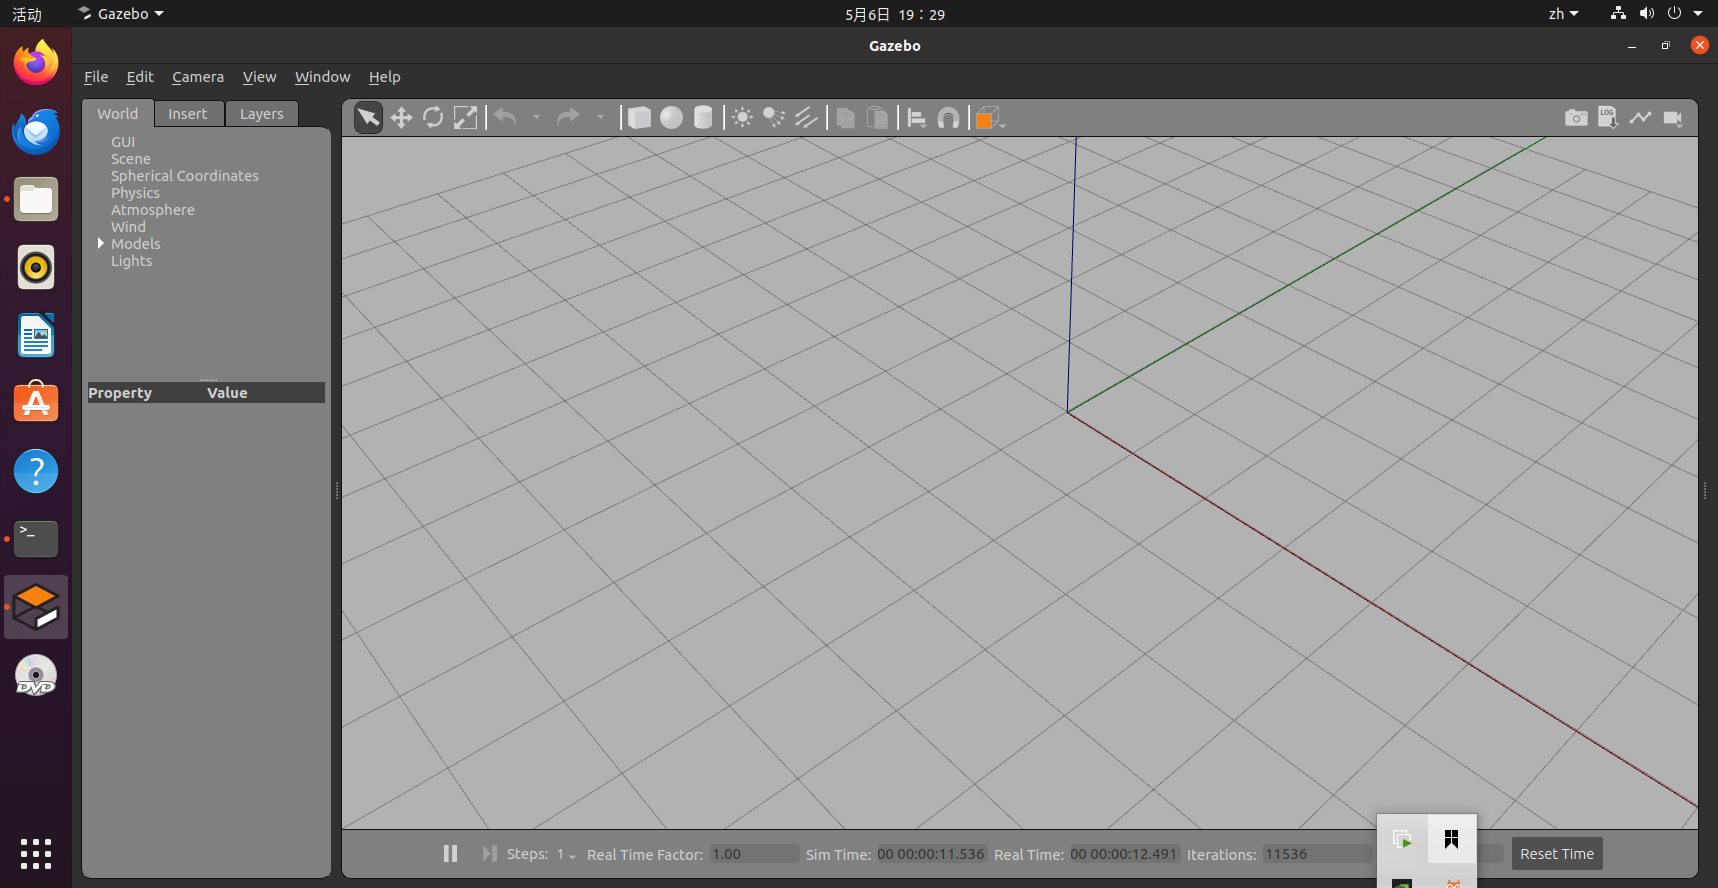 活动 Gazebo 5月6日 19：29 zh
Gazebo
File Edit Camera View Window Help
World Insert Layers
GUI
Scene
Spherical Coordinates
Physics
Atmosphere
Wind
Models
Lights
LOG
Property Value
?
>_
DVD
Steps: 1 Real Time Factor: 1.00 Sim Time: 00 00:00:11.536 Real Time: 00 00:00:12.491 Iterations: 11536 Reset Time